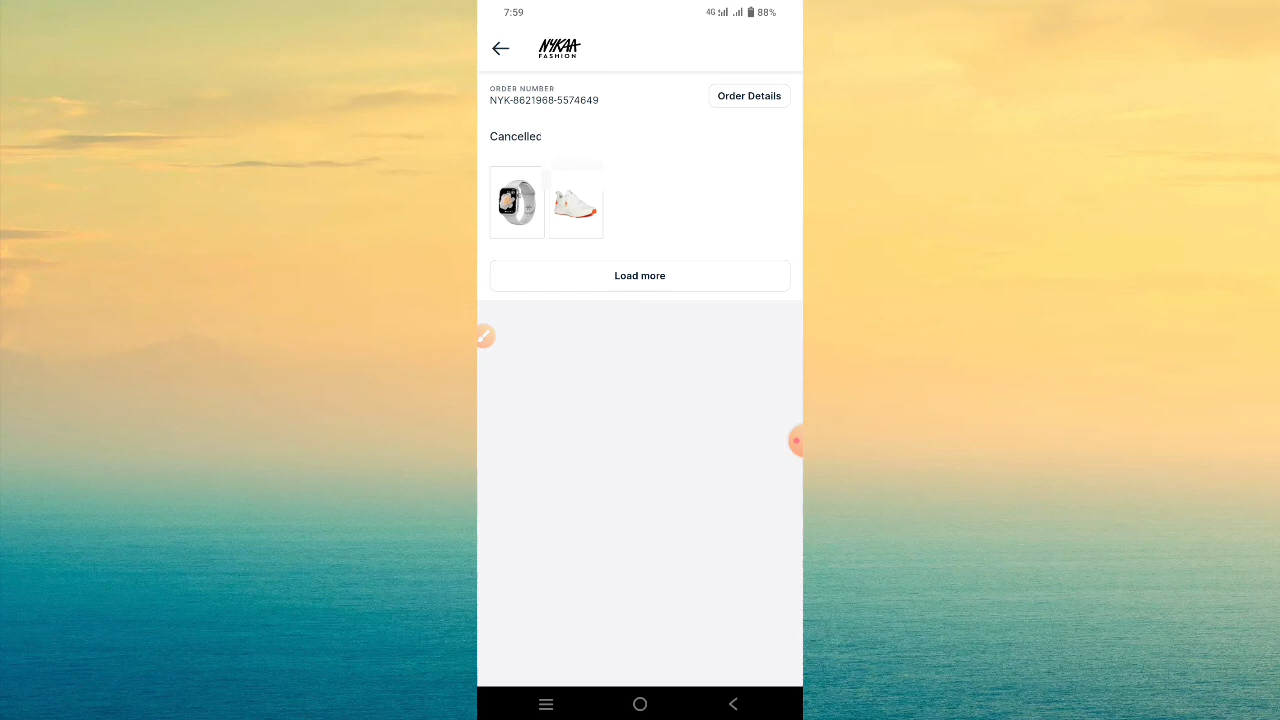 7:59
4G
88%
NYKAA
FASHION
ORDER NUMBER
NYK-8621968-5574649
Order Details
Cancelled
Load more